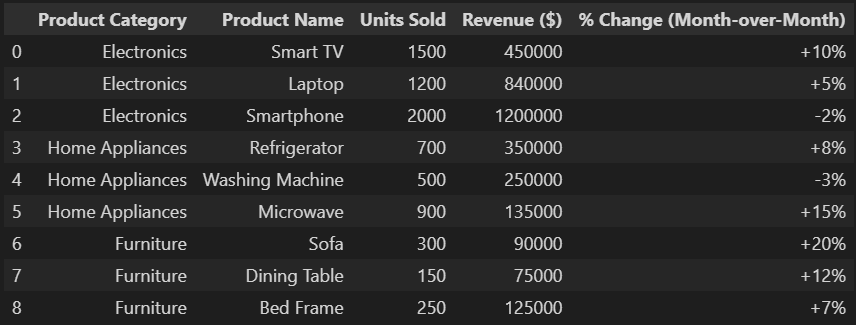 Product Category Product Name Units Sold Revenue ($) % Change (Month-over-Month)
0 Electronics Smart TV 1500 450000 +10%
1 Electronics Laptop 1200 840000 +5%
2 Electronics Smartphone 2000 1200000 -2%
3 Home Appliances Refrigerator 700 350000 +8%
4 Home Appliances Washing Machine 500 250000 -3%
5 Home Appliances Microwave 900 135000 +15%
6 Furniture Sofa 300 90000 +20%
7 Furniture Dining Table 150 75000 +12%
8 Furniture Bed Frame 250 125000 +7%